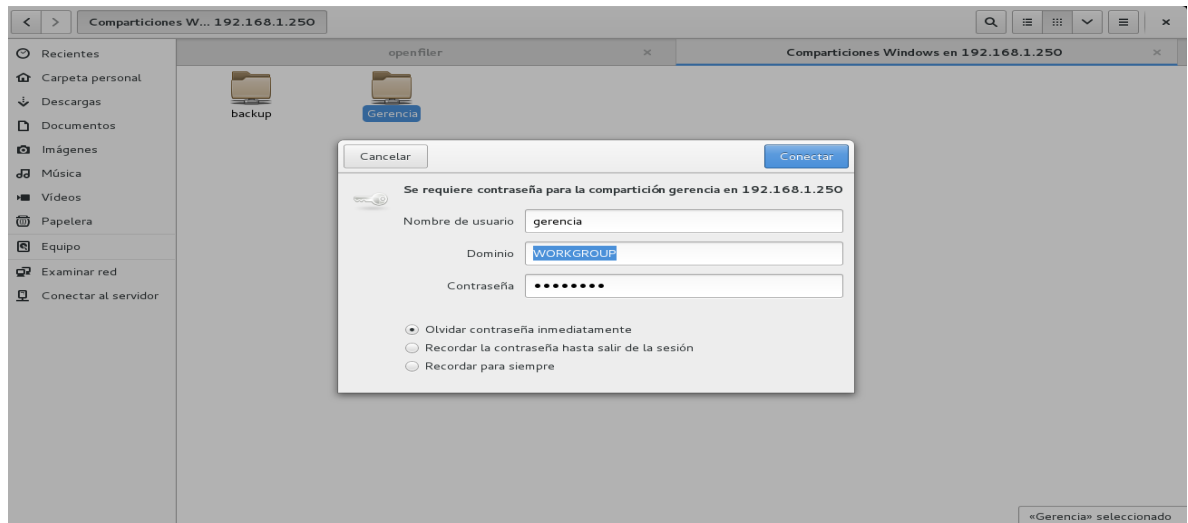 Comparticiones W... 192.168.1.250
Recientes
Carpeta personal
Descargas
Documentos
Imágenes
Música
Vídeos
Papelera
Equipo
Examinar red
Conectar al servidor
openfiler
Comparticiones Windows en 192.168.1.250
backup
Gerencia
Cancelar
Conectar
Se requiere contraseña para la compartición gerencia en 192.168.1.250
Nombre de usuario gerencia
Dominio WORKGROUP
Contraseña ••••••••
Olvidar contraseña inmediatamente
Recordar la contraseña hasta salir de la sesión
Recordar para siempre
«Gerencia» seleccionado